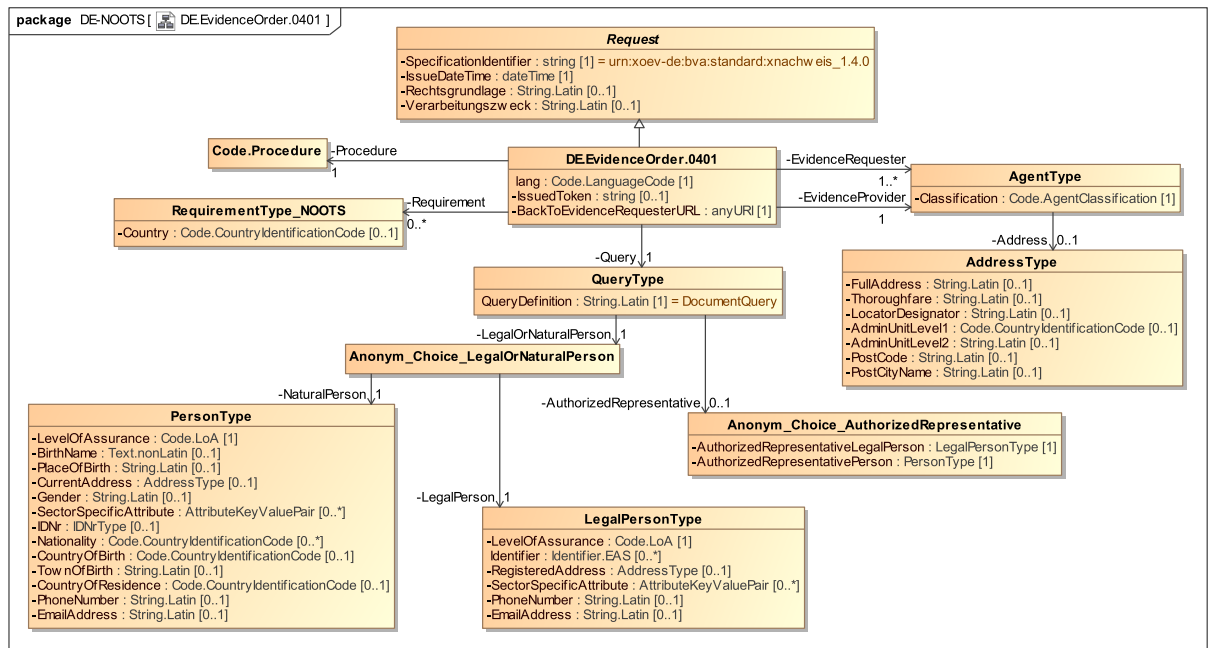 package DE-NOOTS [ DE.EvidenceOrder.0401 ]
Request
-SpecificationIdentifier : string [1] = urn:xoev-de:bva:standard:xnachweis_1.4.0
-IssueDateTime : dateTime [1]
-Rechtsgrundlage : String.Latin [0..1]
-Verarbeitungszweck : String.Latin [0..1]
Code.Procedure
-Procedure
1
DE.EvidenceOrder.0401
lang : Code.LanguageCode [1]
-IssuedToken : string [0..1]
-BackToEvidenceRequesterURL : anyURI [1]
-EvidenceRequester
1..*
-EvidenceProvider
1
AgentType
-Classification : Code.AgentClassification [1]
RequirementType_NOOTS
-Country : Code.CountryIdentificationCode [0..1]
-Requirement
0..*
-Address 0..1
AddressType
-FullAddress : String.Latin [0..1]
-Thoroughfare : String.Latin [0..1]
-LocatorDesignator : String.Latin [0..1]
-AdminUnitLevel1 : Code.CountryIdentificationCode [0..1]
-AdminUnitLevel2 : String.Latin [0..1]
-PostCode : String.Latin [0..1]
-PostCityName : String.Latin [0..1]
-Query 1
QueryType
QueryDefinition : String.Latin [1] = DocumentQuery
-LegalOrNaturalPerson 1
Anonym_Choice_LegalOrNaturalPerson
-AuthorizedRepresentative 0..1
Anonym_Choice_AuthorizedRepresentative
-AuthorizedRepresentativeLegalPerson : LegalPersonType [1]
-AuthorizedRepresentativePerson : PersonType [1]
-NaturalPerson 1
PersonType
-LevelOfAssurance : Code.LoA [1]
-BirthName : Text.nonLatin [0..1]
-PlaceOfBirth : String.Latin [0..1]
-CurrentAddress : AddressType [0..1]
-Gender : String.Latin [0..1]
-SectorSpecificAttribute : AttributeKeyValuePair [0..*]
-IDNr : IDNrType [0..1]
-Nationality : Code.CountryIdentificationCode [0..*]
-CountryOfBirth : Code.CountryIdentificationCode [0..1]
-TownOfBirth : String.Latin [0..1]
-CountryOfResidence : Code.CountryIdentificationCode [0..1]
-PhoneNumber : String.Latin [0..1]
-EmailAddress : String.Latin [0..1]
-LegalPerson 1
LegalPersonType
-LevelOfAssurance : Code.LoA [1]
Identifier : Identifier.EAS [0..*]
-RegisteredAddress : AddressType [0..1]
-SectorSpecificAttribute : AttributeKeyValuePair [0..*]
-PhoneNumber : String.Latin [0..1]
-EmailAddress : String.Latin [0..1]